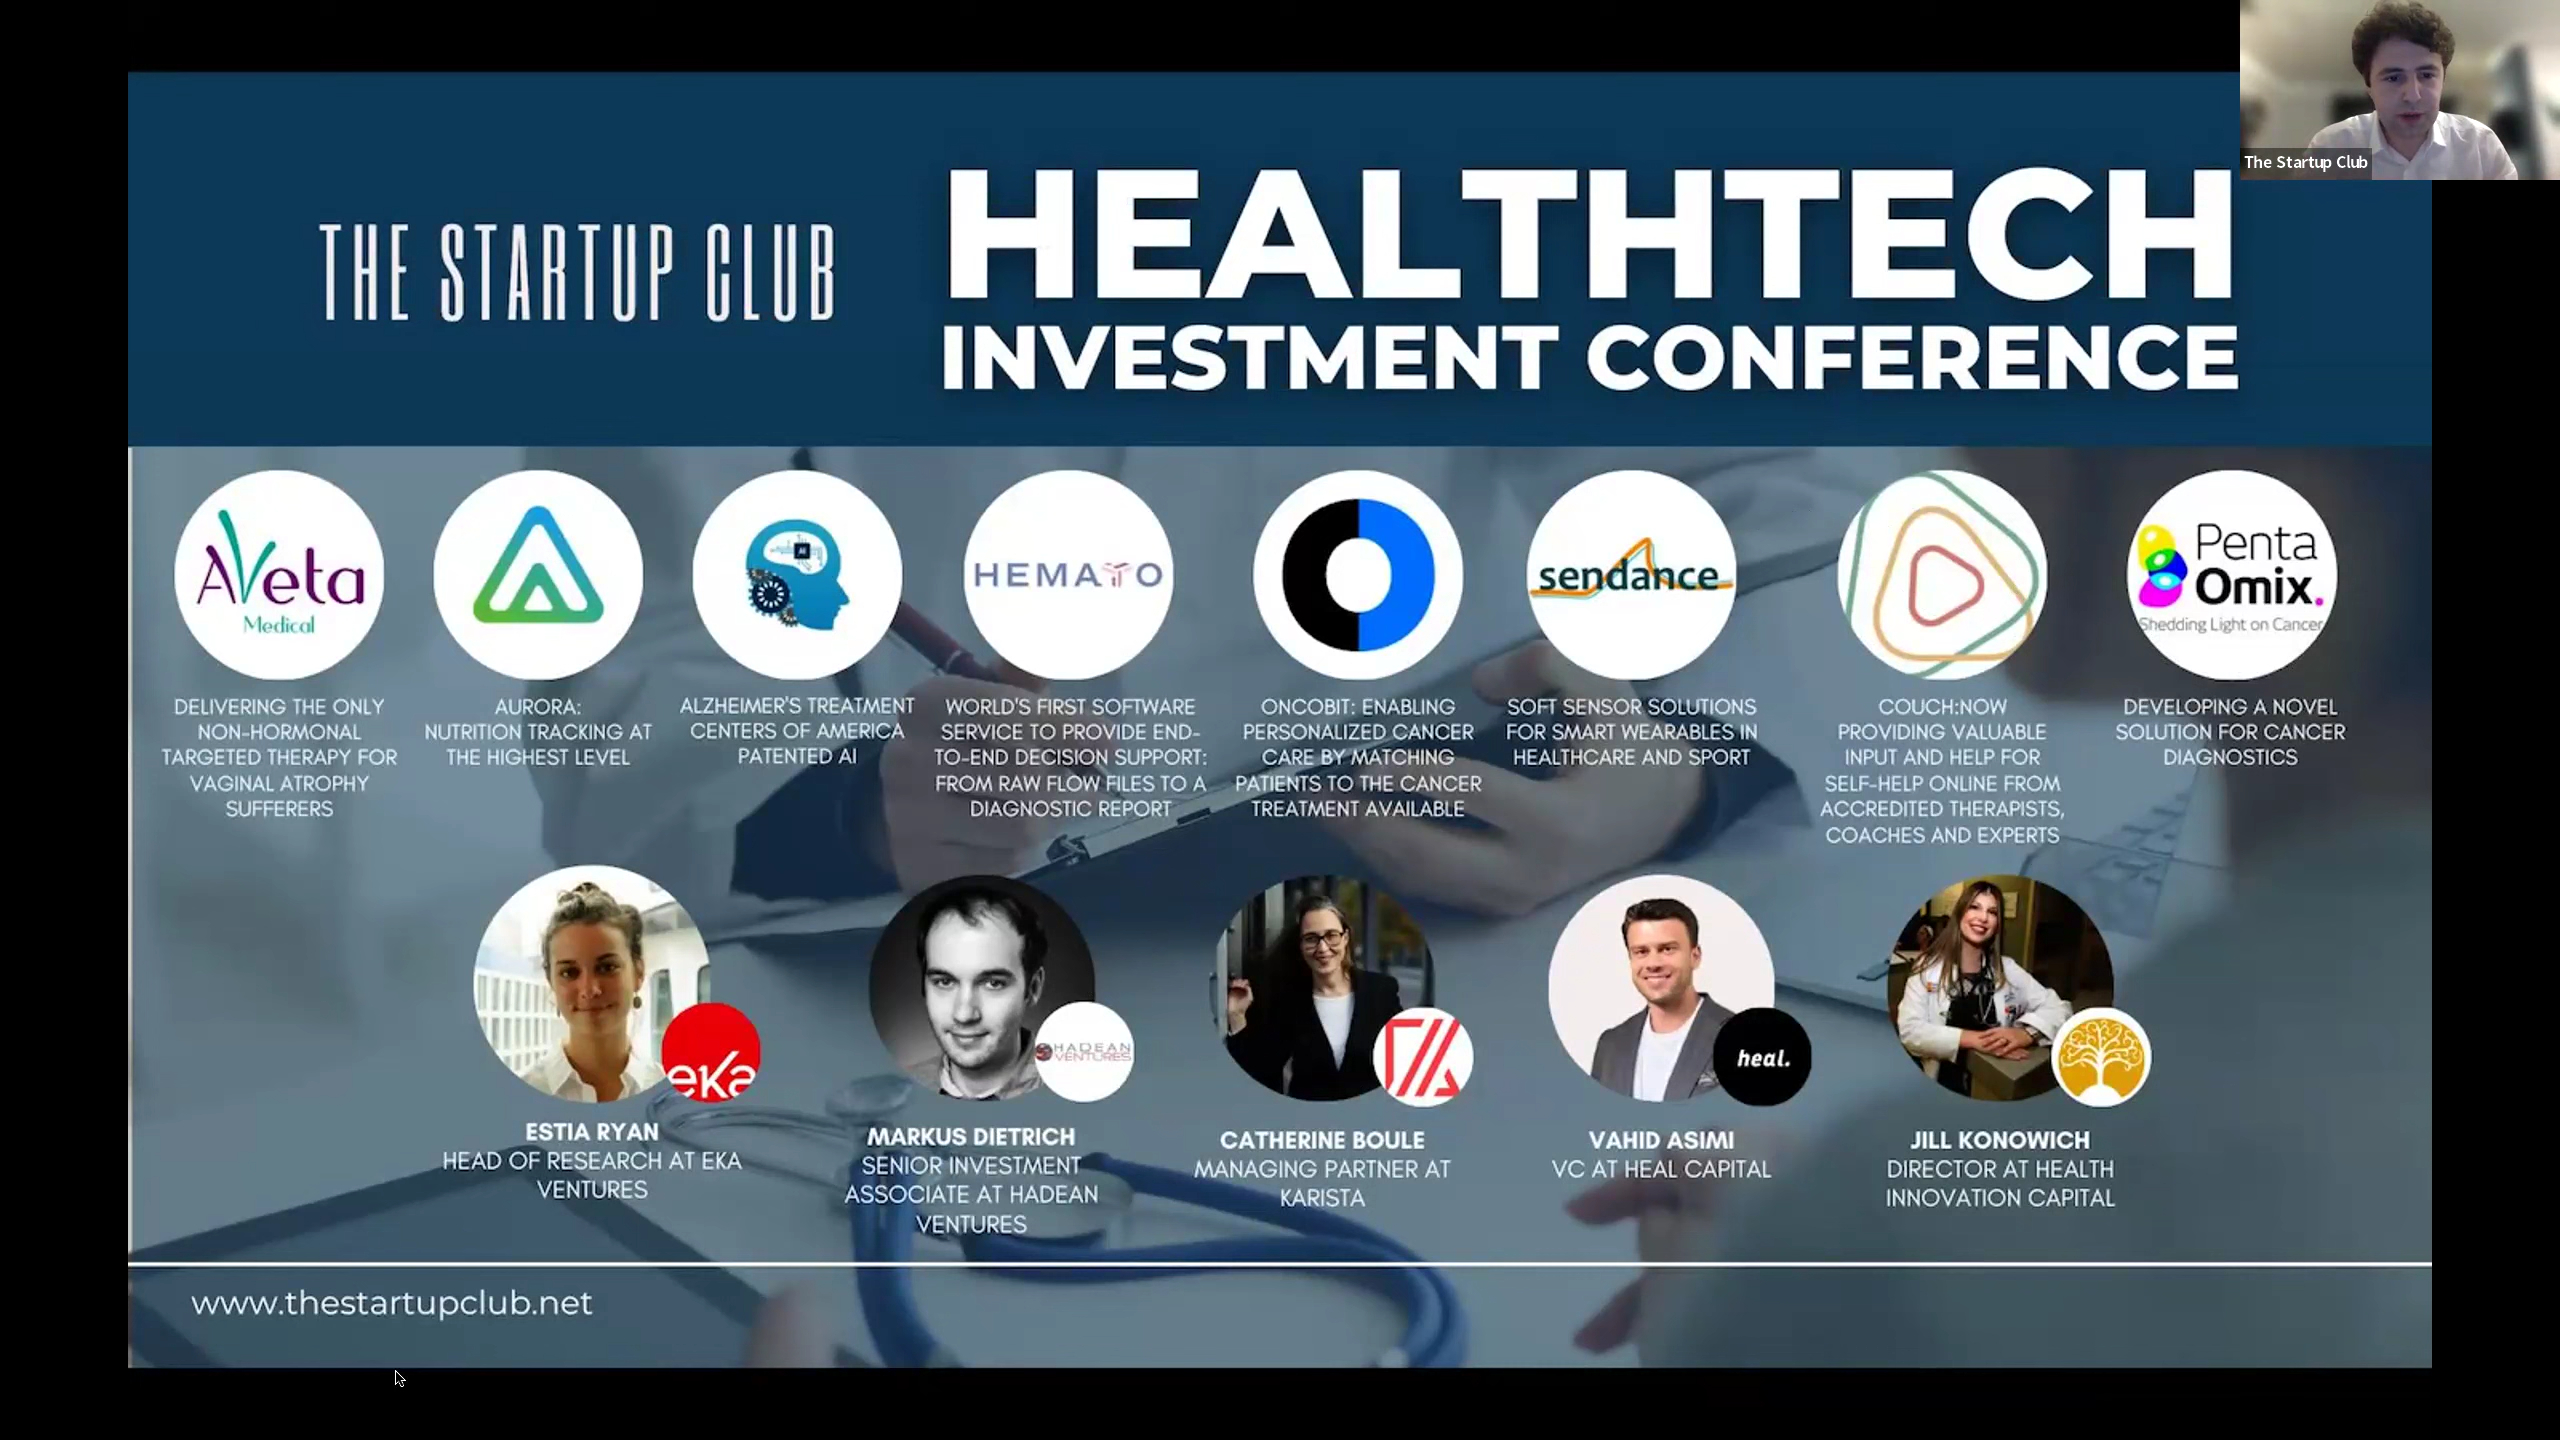 The Startup Club
THE STARTUP CLUB
HEALTHTECH
INVESTMENT CONFERENCE
AVeta
Medical
DELIVERING THE ONLY
NON-HORMONAL
TARGETED THERAPY FOR
VAGINAL ATROPHY
SUFFERERS
AURORA:
NUTRITION TRACKING AT
THE HIGHEST LEVEL
AI
ALZHEIMER'S TREATMENT
CENTERS OF AMERICA
PATENTED AI
HEMATO
WORLD'S FIRST SOFTWARE
SERVICE TO PROVIDE END-
TO-END DECISION SUPPORT:
FROM RAW FLOW FILES TO A
DIAGNOSTIC REPORT
ONCOBIT: ENABLING
PERSONALIZED CANCER
CARE BY MATCHING
PATIENTS TO THE CANCER
TREATMENT AVAILABLE
sendance
SOFT SENSOR SOLUTIONS
FOR SMART WEARABLES IN
HEALTHCARE AND SPORT
COUCH:NOW
PROVIDING VALUABLE
INPUT AND HELP FOR
SELF-HELP ONLINE FROM
ACCREDITED THERAPISTS,
COACHES AND EXPERTS
Penta
Omix.
Shedding Light on Cancer
DEVELOPING A NOVEL
SOLUTION FOR CANCER
DIAGNOSTICS
eka
ESTIA RYAN
HEAD OF RESEARCH AT EKA
VENTURES
HADEAN
VENTURES
MARKUS DIETRICH
SENIOR INVESTMENT
ASSOCIATE AT HADEAN
VENTURES
CATHERINE BOULE
MANAGING PARTNER AT
KARISTA
heal.
VAHID ASIMI
VC AT HEAL CAPITAL
JILL KONOWICH
DIRECTOR AT HEALTH
INNOVATION CAPITAL
www.thestartupclub.net